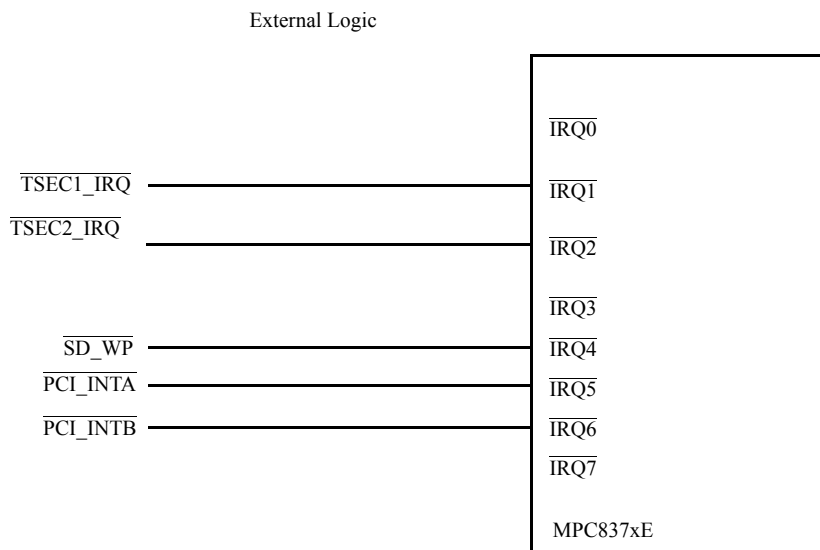 External Logic
IRQ0
TSEC1_IRQ
IRQ1
TSEC2_IRQ
IRQ2
IRQ3
SD_WP
IRQ4
PCI_INTA
IRQ5
PCI_INTB
IRQ6
IRQ7
MPC837xE